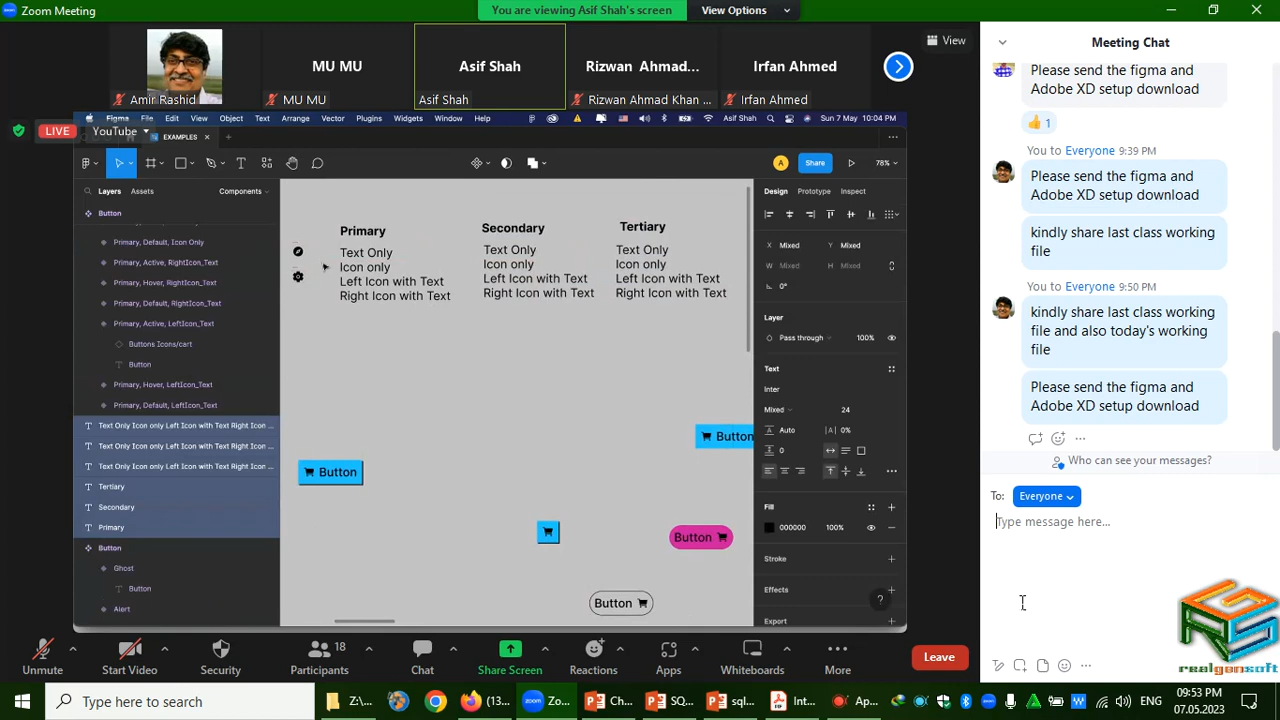 Zoom Meeting
You are viewing Asif Shah's screen
View Options
MU MU
Asif Shah
Rizwan Ahmad...
Irfan Ahmed
View
Amir Rashid
MU MU
Asif Shah
Rizwan Ahmad Khan ...
Irfan Ahmed
Figma File Edit View Object Text Arrange Vector Plugins Widgets Window Help
Asif Shah
Sun 7 May 10:04 PM
LIVE
YouTube
EXAMPLES
A
Share
78%
Layers
Assets
Components
Button
Primary, Default, Icon Only
Primary, Active, RightIcon_Text
Primary, Hover, RightIcon_Text
Primary, Default, RightIcon_Text
Primary, Active, LeftIcon_Text
Buttons Icons/cart
Button
Primary, Hover, LeftIcon_Text
Primary, Default, LeftIcon_Text
Text Only Icon only Left Icon with Text Right Icon ...
Text Only Icon only Left Icon with Text Right Icon ...
Text Only Icon only Left Icon with Text Right Icon ...
Tertiary
Secondary
Primary
Button
Ghost
Button
Alert
Primary
Text Only
Icon only
Left Icon with Text
Right Icon with Text
Secondary
Text Only
Icon only
Left Icon with Text
Right Icon with Text
Tertiary
Text Only
Icon only
Left Icon with Text
Right Icon with Text
Button
Button
Button
Button
Design
Prototype
Inspect
X Mixed
Y Mixed
W Mixed
H Mixed
0°
Layer
Pass through
100%
Text
Inter
Mixed
24
Auto
|A| 0%
0
Fill
000000
100%
Stroke
Effects
?
Export
Unmute
Start Video
Security
18
Participants
Chat
Share Screen
Reactions
Apps
Whiteboards
More
Leave
Meeting Chat
Please send the figma and
Adobe XD setup download
1
You to Everyone 9:39 PM
Please send the figma and
Adobe XD setup download
kindly share last class working
file
You to Everyone 9:50 PM
kindly share last class working
file and also today's working
file
Please send the figma and
Adobe XD setup download
Who can see your messages?
To:
Everyone
Type message here...
realgensoft
Type here to search
Z:\...
(13...
Zo...
Ch...
SQ...
sql...
Int...
Ap...
ENG
09:53 PM
07.05.2023